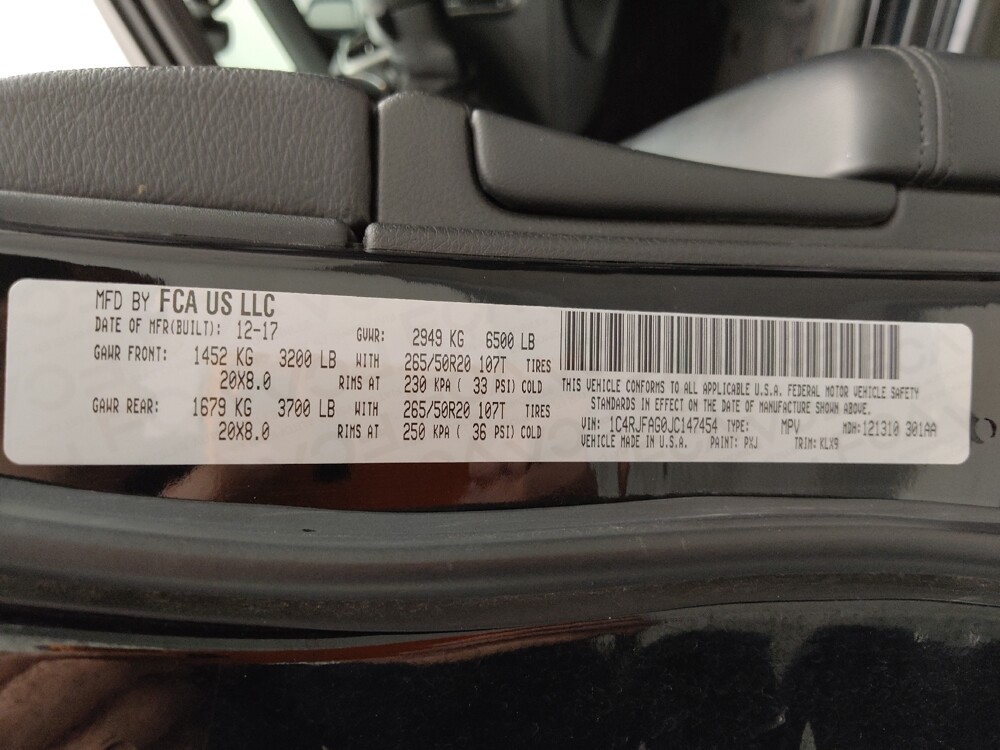 MFD BY FCA US LLC
DATE OF MFR(BUILT): 12-17 GVWR: 2949 KG 6500 LB
GAWR FRONT: 1452 KG 3200 LB WITH 265/50R20 107T TIRES
20X8.0 RIMS AT 230 KPA ( 33 PSI) COLD
GAWR REAR: 1679 KG 3700 LB WITH 265/50R20 107T TIRES
20X8.0 RIMS AT 250 KPA ( 36 PSI) COLD
THIS VEHICLE CONFORMS TO ALL APPLICABLE U.S.A. FEDERAL MOTOR VEHICLE SAFETY
STANDARDS IN EFFECT ON THE DATE OF MANUFACTURE SHOWN ABOVE.
VIN: 1C4RJFAG0JC147454 TYPE: MPV MDH: 121310 301AA
VEHICLE MADE IN U.S.A. PAINT: PXJ TRIM: KLX9